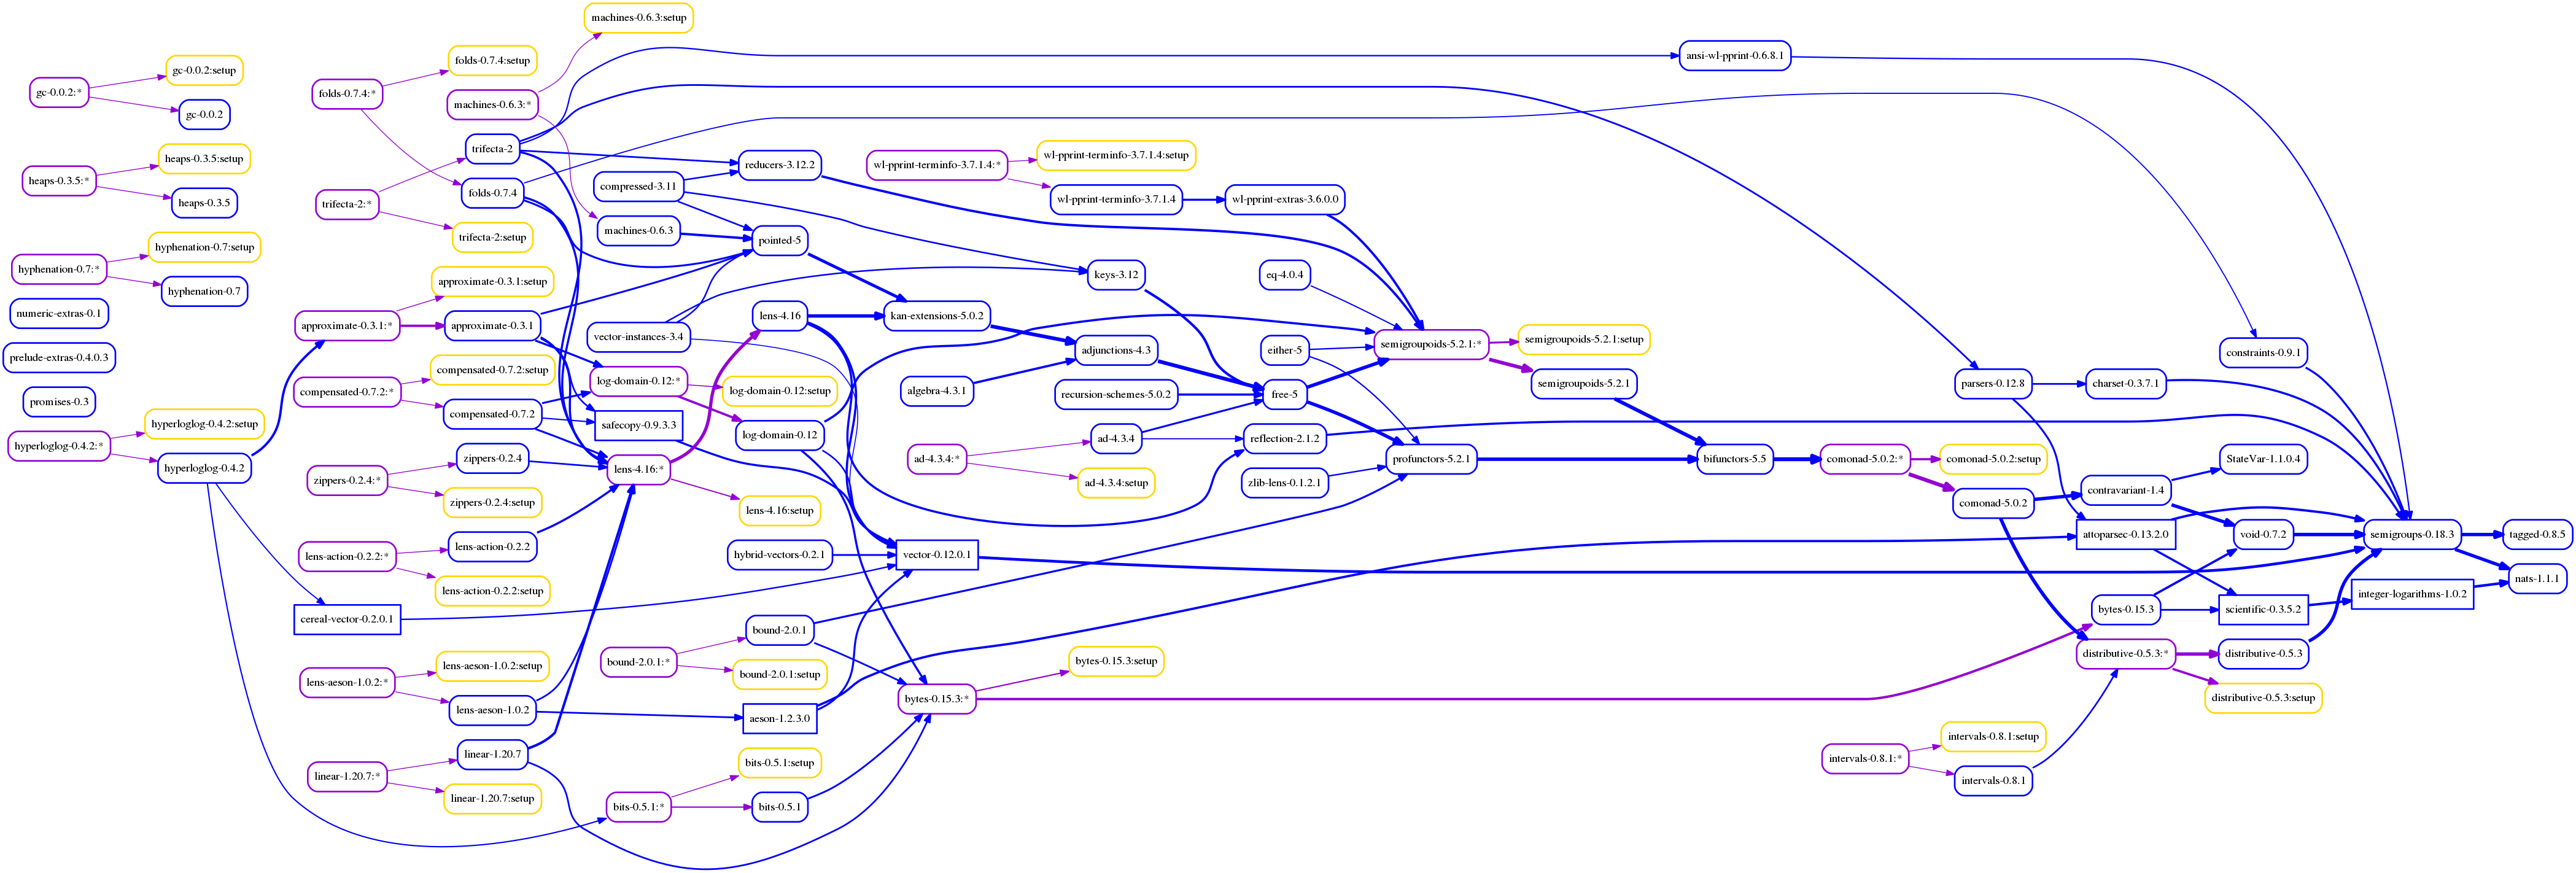 machines-0.6.3:setup
gc-0.0.2:*
gc-0.0.2:setup
gc-0.0.2
heaps-0.3.5:*
heaps-0.3.5:setup
heaps-0.3.5
hyphenation-0.7:*
hyphenation-0.7:setup
hyphenation-0.7
numeric-extras-0.1
prelude-extras-0.4.0.3
promises-0.3
hyperloglog-0.4.2:*
hyperloglog-0.4.2:setup
hyperloglog-0.4.2
folds-0.7.4:*
folds-0.7.4:setup
machines-0.6.3:*
trifecta-2
folds-0.7.4
trifecta-2:*
trifecta-2:setup
approximate-0.3.1:*
approximate-0.3.1:setup
approximate-0.3.1
compensated-0.7.2:*
compensated-0.7.2:setup
compensated-0.7.2
zippers-0.2.4:*
zippers-0.2.4
zippers-0.2.4:setup
lens-action-0.2.2:*
lens-action-0.2.2
lens-action-0.2.2:setup
cereal-vector-0.2.0.1
lens-aeson-1.0.2:*
lens-aeson-1.0.2:setup
lens-aeson-1.0.2
linear-1.20.7:*
linear-1.20.7
linear-1.20.7:setup
compressed-3.11
machines-0.6.3
vector-instances-3.4
log-domain-0.12:*
log-domain-0.12:setup
safecopy-0.9.3.3
log-domain-0.12
lens-4.16:*
lens-4.16:setup
lens-4.16
reducers-3.12.2
pointed-5
hybrid-vectors-0.2.1
bound-2.0.1:*
bound-2.0.1
bound-2.0.1:setup
aeson-1.2.3.0
bits-0.5.1:*
bits-0.5.1:setup
bits-0.5.1
wl-pprint-terminfo-3.7.1.4:*
wl-pprint-terminfo-3.7.1.4:setup
wl-pprint-terminfo-3.7.1.4
wl-pprint-extras-3.6.0.0
keys-3.12
eq-4.0.4
kan-extensions-5.0.2
adjunctions-4.3
either-5
algebra-4.3.1
recursion-schemes-5.0.2
free-5
ad-4.3.4:*
ad-4.3.4
ad-4.3.4:setup
reflection-2.1.2
zlib-lens-0.1.2.1
vector-0.12.0.1
bytes-0.15.3:*
bytes-0.15.3:setup
semigroupoids-5.2.1:*
semigroupoids-5.2.1:setup
semigroupoids-5.2.1
profunctors-5.2.1
bifunctors-5.5
ansi-wl-pprint-0.6.8.1
comonad-5.0.2:*
comonad-5.0.2:setup
comonad-5.0.2
parsers-0.12.8
charset-0.3.7.1
constraints-0.9.1
contravariant-1.4
StateVar-1.1.0.4
attoparsec-0.13.2.0
void-0.7.2
semigroups-0.18.3
tagged-0.8.5
nats-1.1.1
integer-logarithms-1.0.2
bytes-0.15.3
scientific-0.3.5.2
distributive-0.5.3:*
distributive-0.5.3
distributive-0.5.3:setup
intervals-0.8.1:*
intervals-0.8.1:setup
intervals-0.8.1